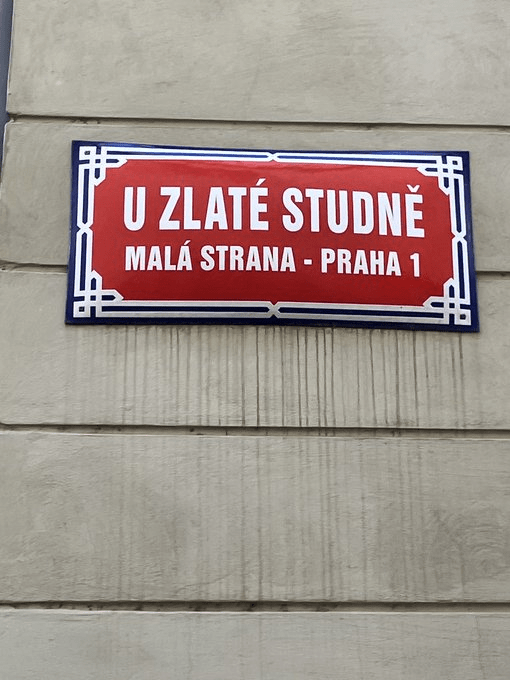 U ZLATÉ STUDNĚ
MALÁ STRANA - PRAHA 1